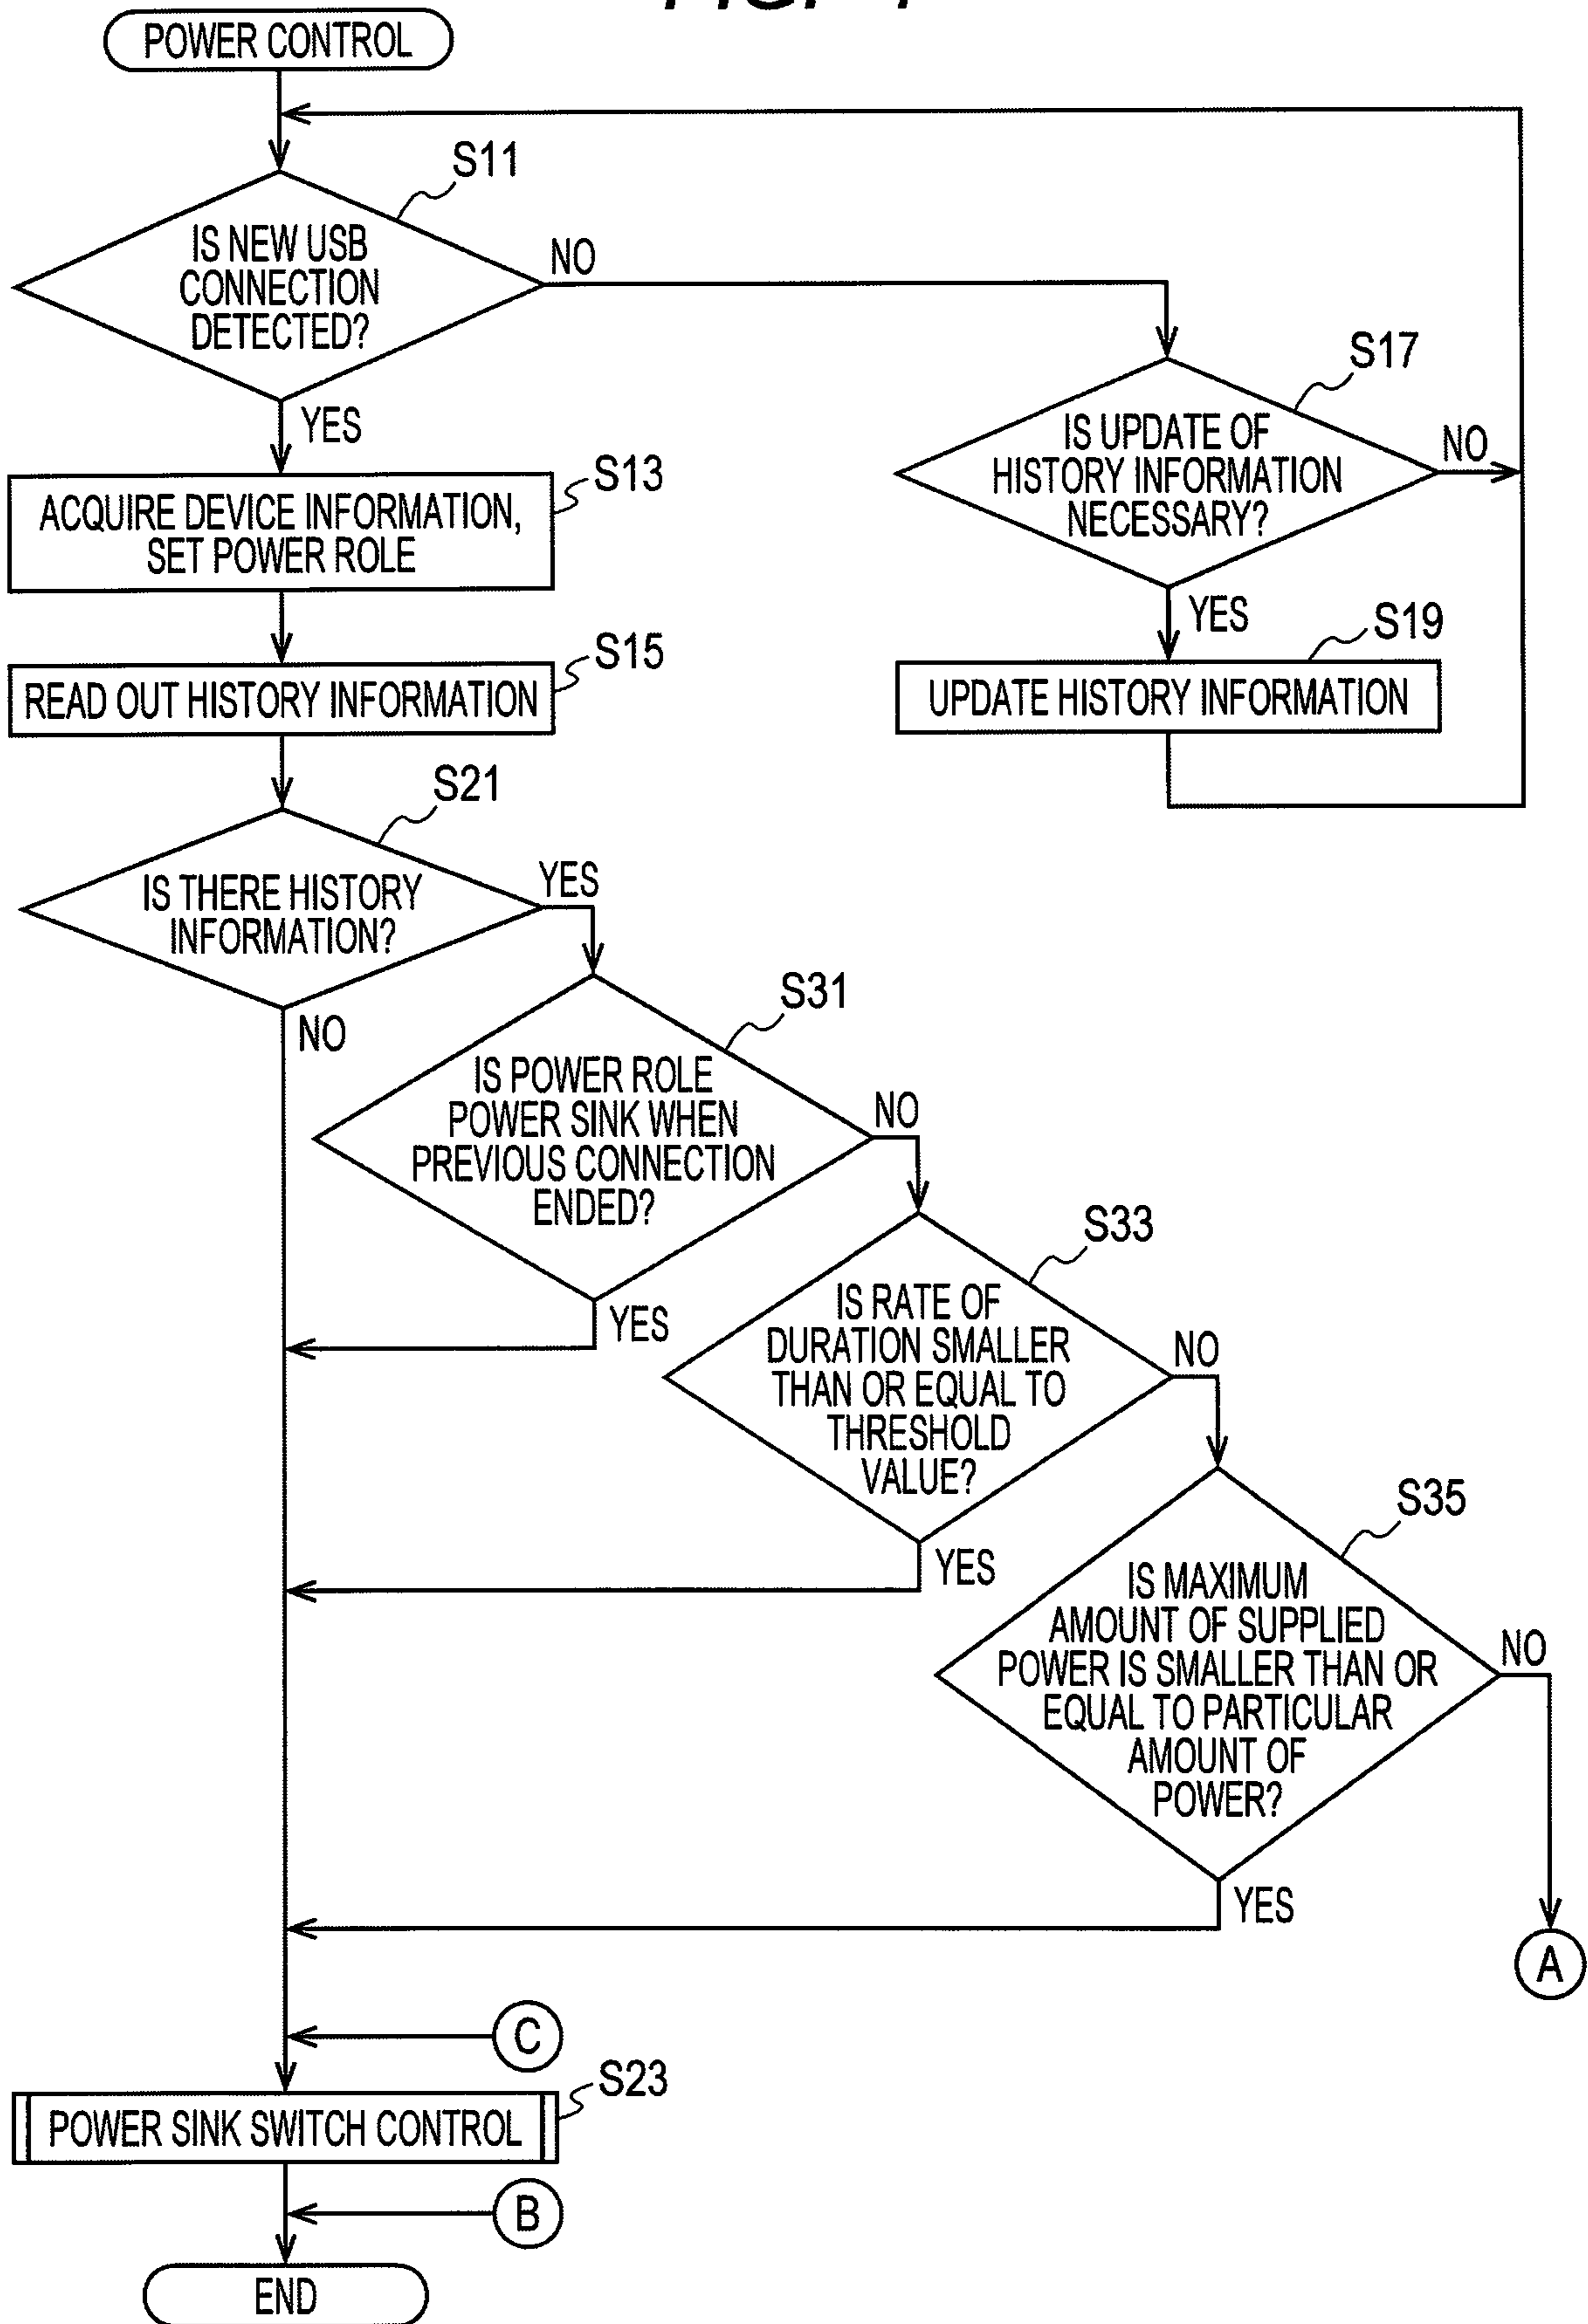 POWER CONTROL
S11
IS NEW USB
CONNECTION
DETECTED?
NO
YES
S17
IS UPDATE OF
HISTORY INFORMATION
NECESSARY?
NO
YES
S13
ACQUIRE DEVICE INFORMATION,
SET POWER ROLE
S19
UPDATE HISTORY INFORMATION
S15
READ OUT HISTORY INFORMATION
S21
IS THERE HISTORY
INFORMATION?
YES
NO
S31
IS POWER ROLE
POWER SINK WHEN
PREVIOUS CONNECTION
ENDED?
NO
YES
S33
IS RATE OF
DURATION SMALLER
THAN OR EQUAL TO
THRESHOLD
VALUE?
NO
YES
S35
IS MAXIMUM
AMOUNT OF SUPPLIED
POWER IS SMALLER THAN OR
EQUAL TO PARTICULAR
AMOUNT OF
POWER?
NO
YES
A
C
S23
POWER SINK SWITCH CONTROL
B
END